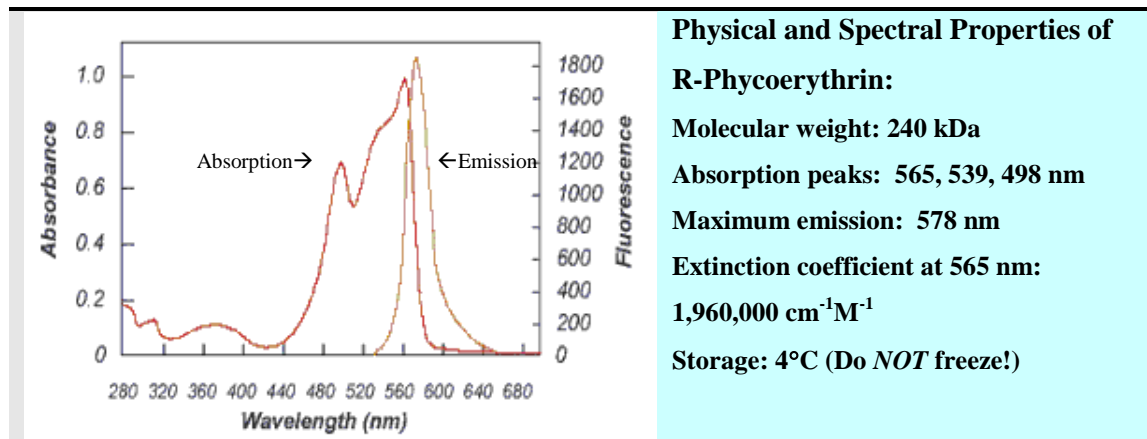 1.0
0.8
0.6
0.4
0.2
0
Absorbance
Absorption→
←Emission
1800
1600
1400
1200
1000
800
600
400
200
0
Fluorescence
280 320 360 400 440 480 520 560 600 640 680
Wavelength (nm)
Physical and Spectral Properties of
R-Phycoerythrin:
Molecular weight: 240 kDa
Absorption peaks: 565, 539, 498 nm
Maximum emission: 578 nm
Extinction coefficient at 565 nm:
1,960,000 cm⁻¹M⁻¹
Storage: 4°C (Do NOT freeze!)